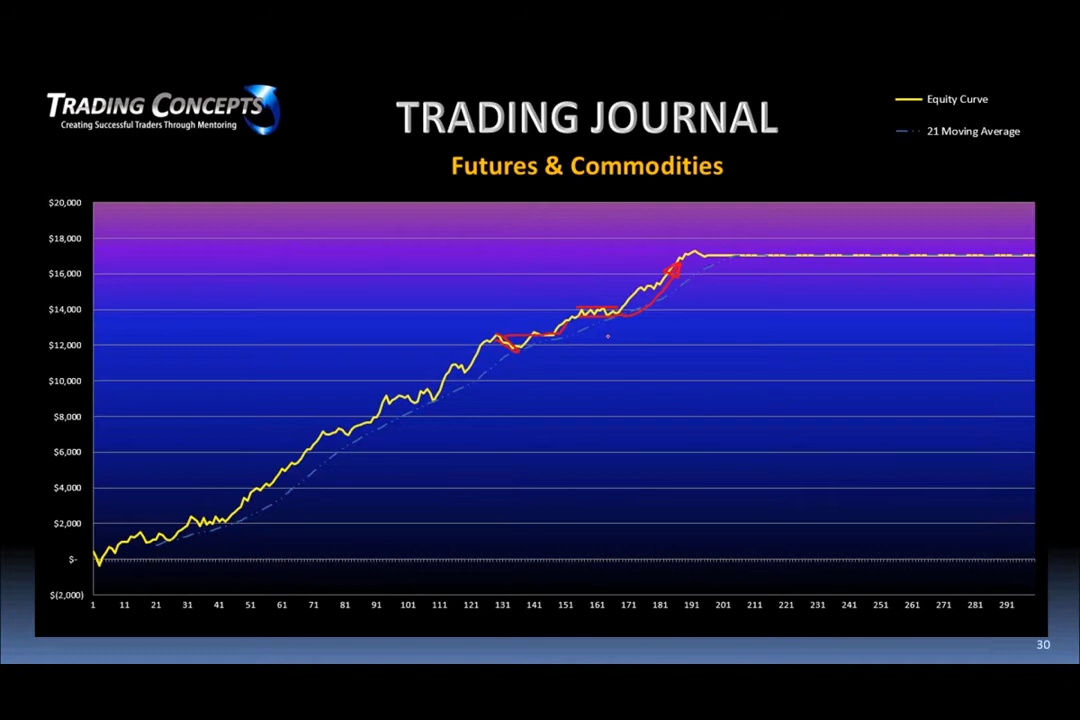 TRADING CONCEPTS
Creating Successful Traders Through Mentoring
TRADING JOURNAL
Futures & Commodities
Equity Curve
21 Moving Average
$20,000
$18,000
$16,000
$14,000
$12,000
$10,000
$8,000
$6,000
$4,000
$2,000
$-
$(2,000)
1 11 21 31 41 51 61 71 81 91 101 111 121 131 141 151 161 171 181 191 201 211 221 231 241 251 261 271 281 291
30